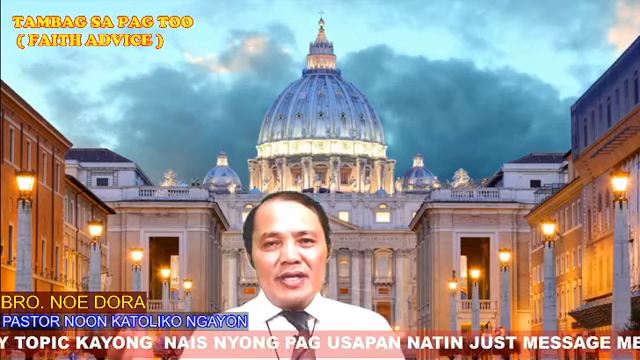 TAMBAG SA PAG TOO
( FAITH ADVICE )
BRO. NOE DORA
PASTOR NOON KATOLIKO NGAYON
Y TOPIC KAYONG NAIS NYONG PAG USAPAN NATIN JUST MESSAGE ME